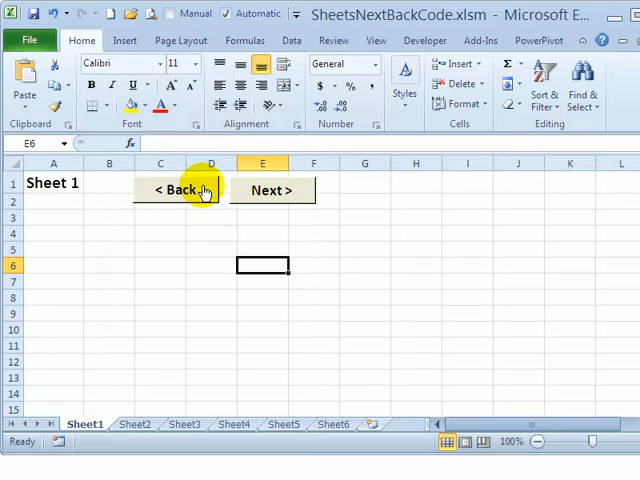 Manual Automatic SheetsNextBackCode.xlsm - Microsoft E...
File Home Insert Page Layout Formulas Data Review View Developer Add-Ins PowerPivot
Paste Calibri 11 General Styles Insert Σ
B I U A A $ % , Delete Sort & Filter Find & Select
A Format
Clipboard Font Alignment Number Cells Editing
E6 fx
A B C D E F G H I J K L
1 Sheet 1 < Back Next >
2
3
4
5
6
7
8
9
10
11
12
13
14
15
Sheet1 Sheet2 Sheet3 Sheet4 Sheet5 Sheet6
Ready 100%